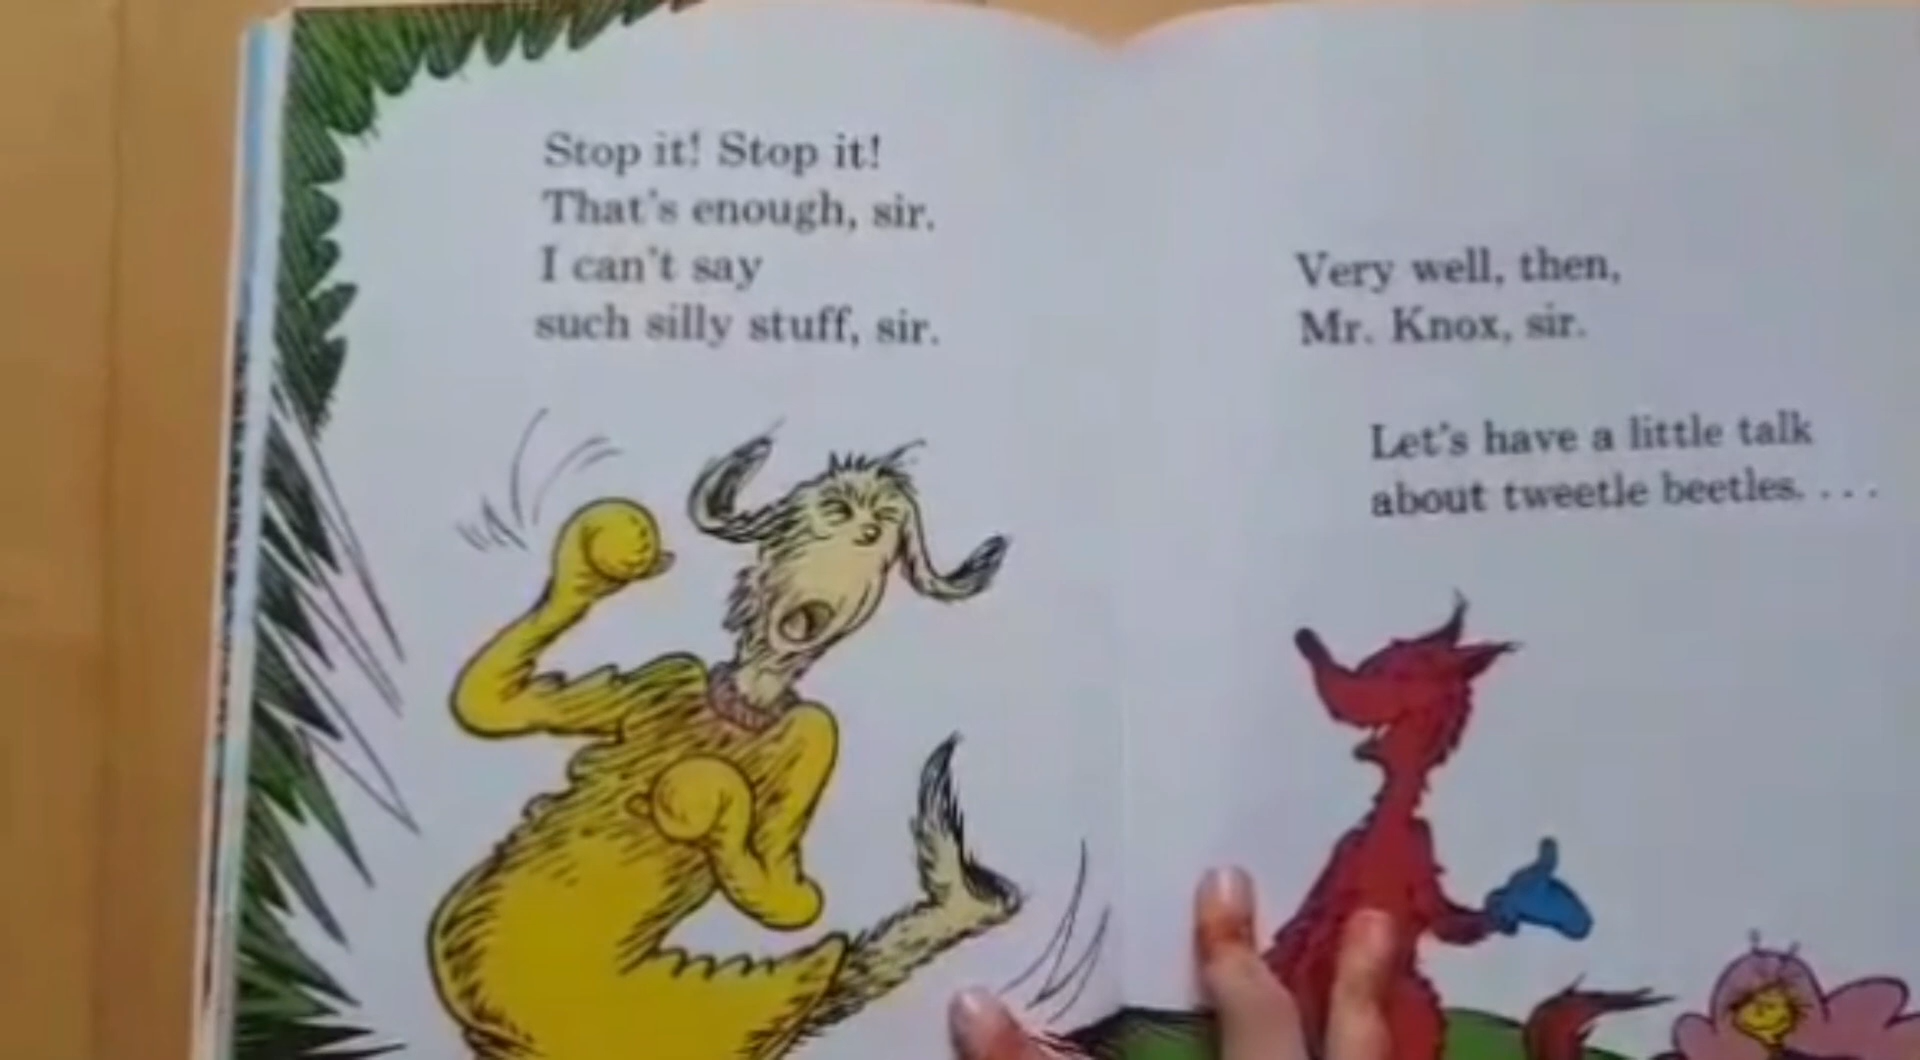 Stop it! Stop it!
That's enough, sir.
I can't say
such silly stuff, sir.
Very well, then,
Mr. Knox, sir.
Let's have a little talk
about tweetle beetles. . . .